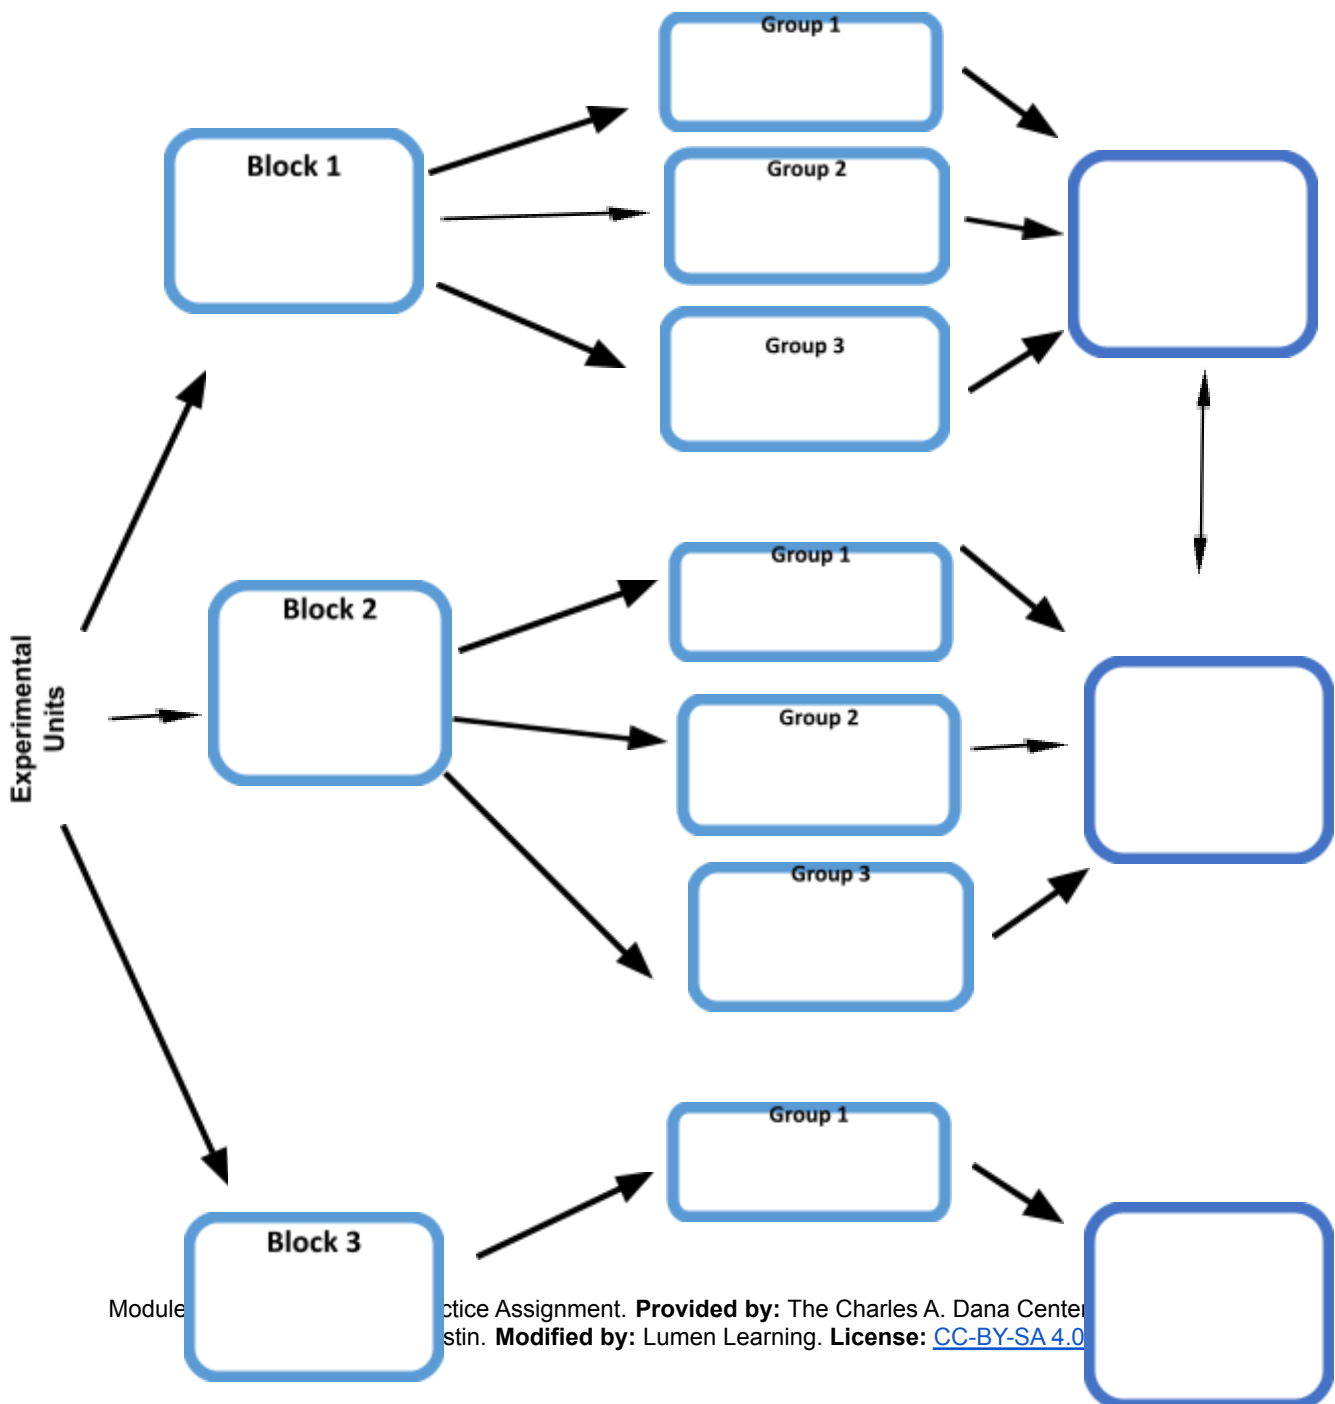 Group 1
Block 1
Group 2
Group 3
Experimental
Units
Group 1
Block 2
Group 2
Group 3
Group 1
Block 3
Module ctice Assignment. Provided by: The Charles A. Dana Center
stin. Modified by: Lumen Learning. License: CC-BY-SA 4.0